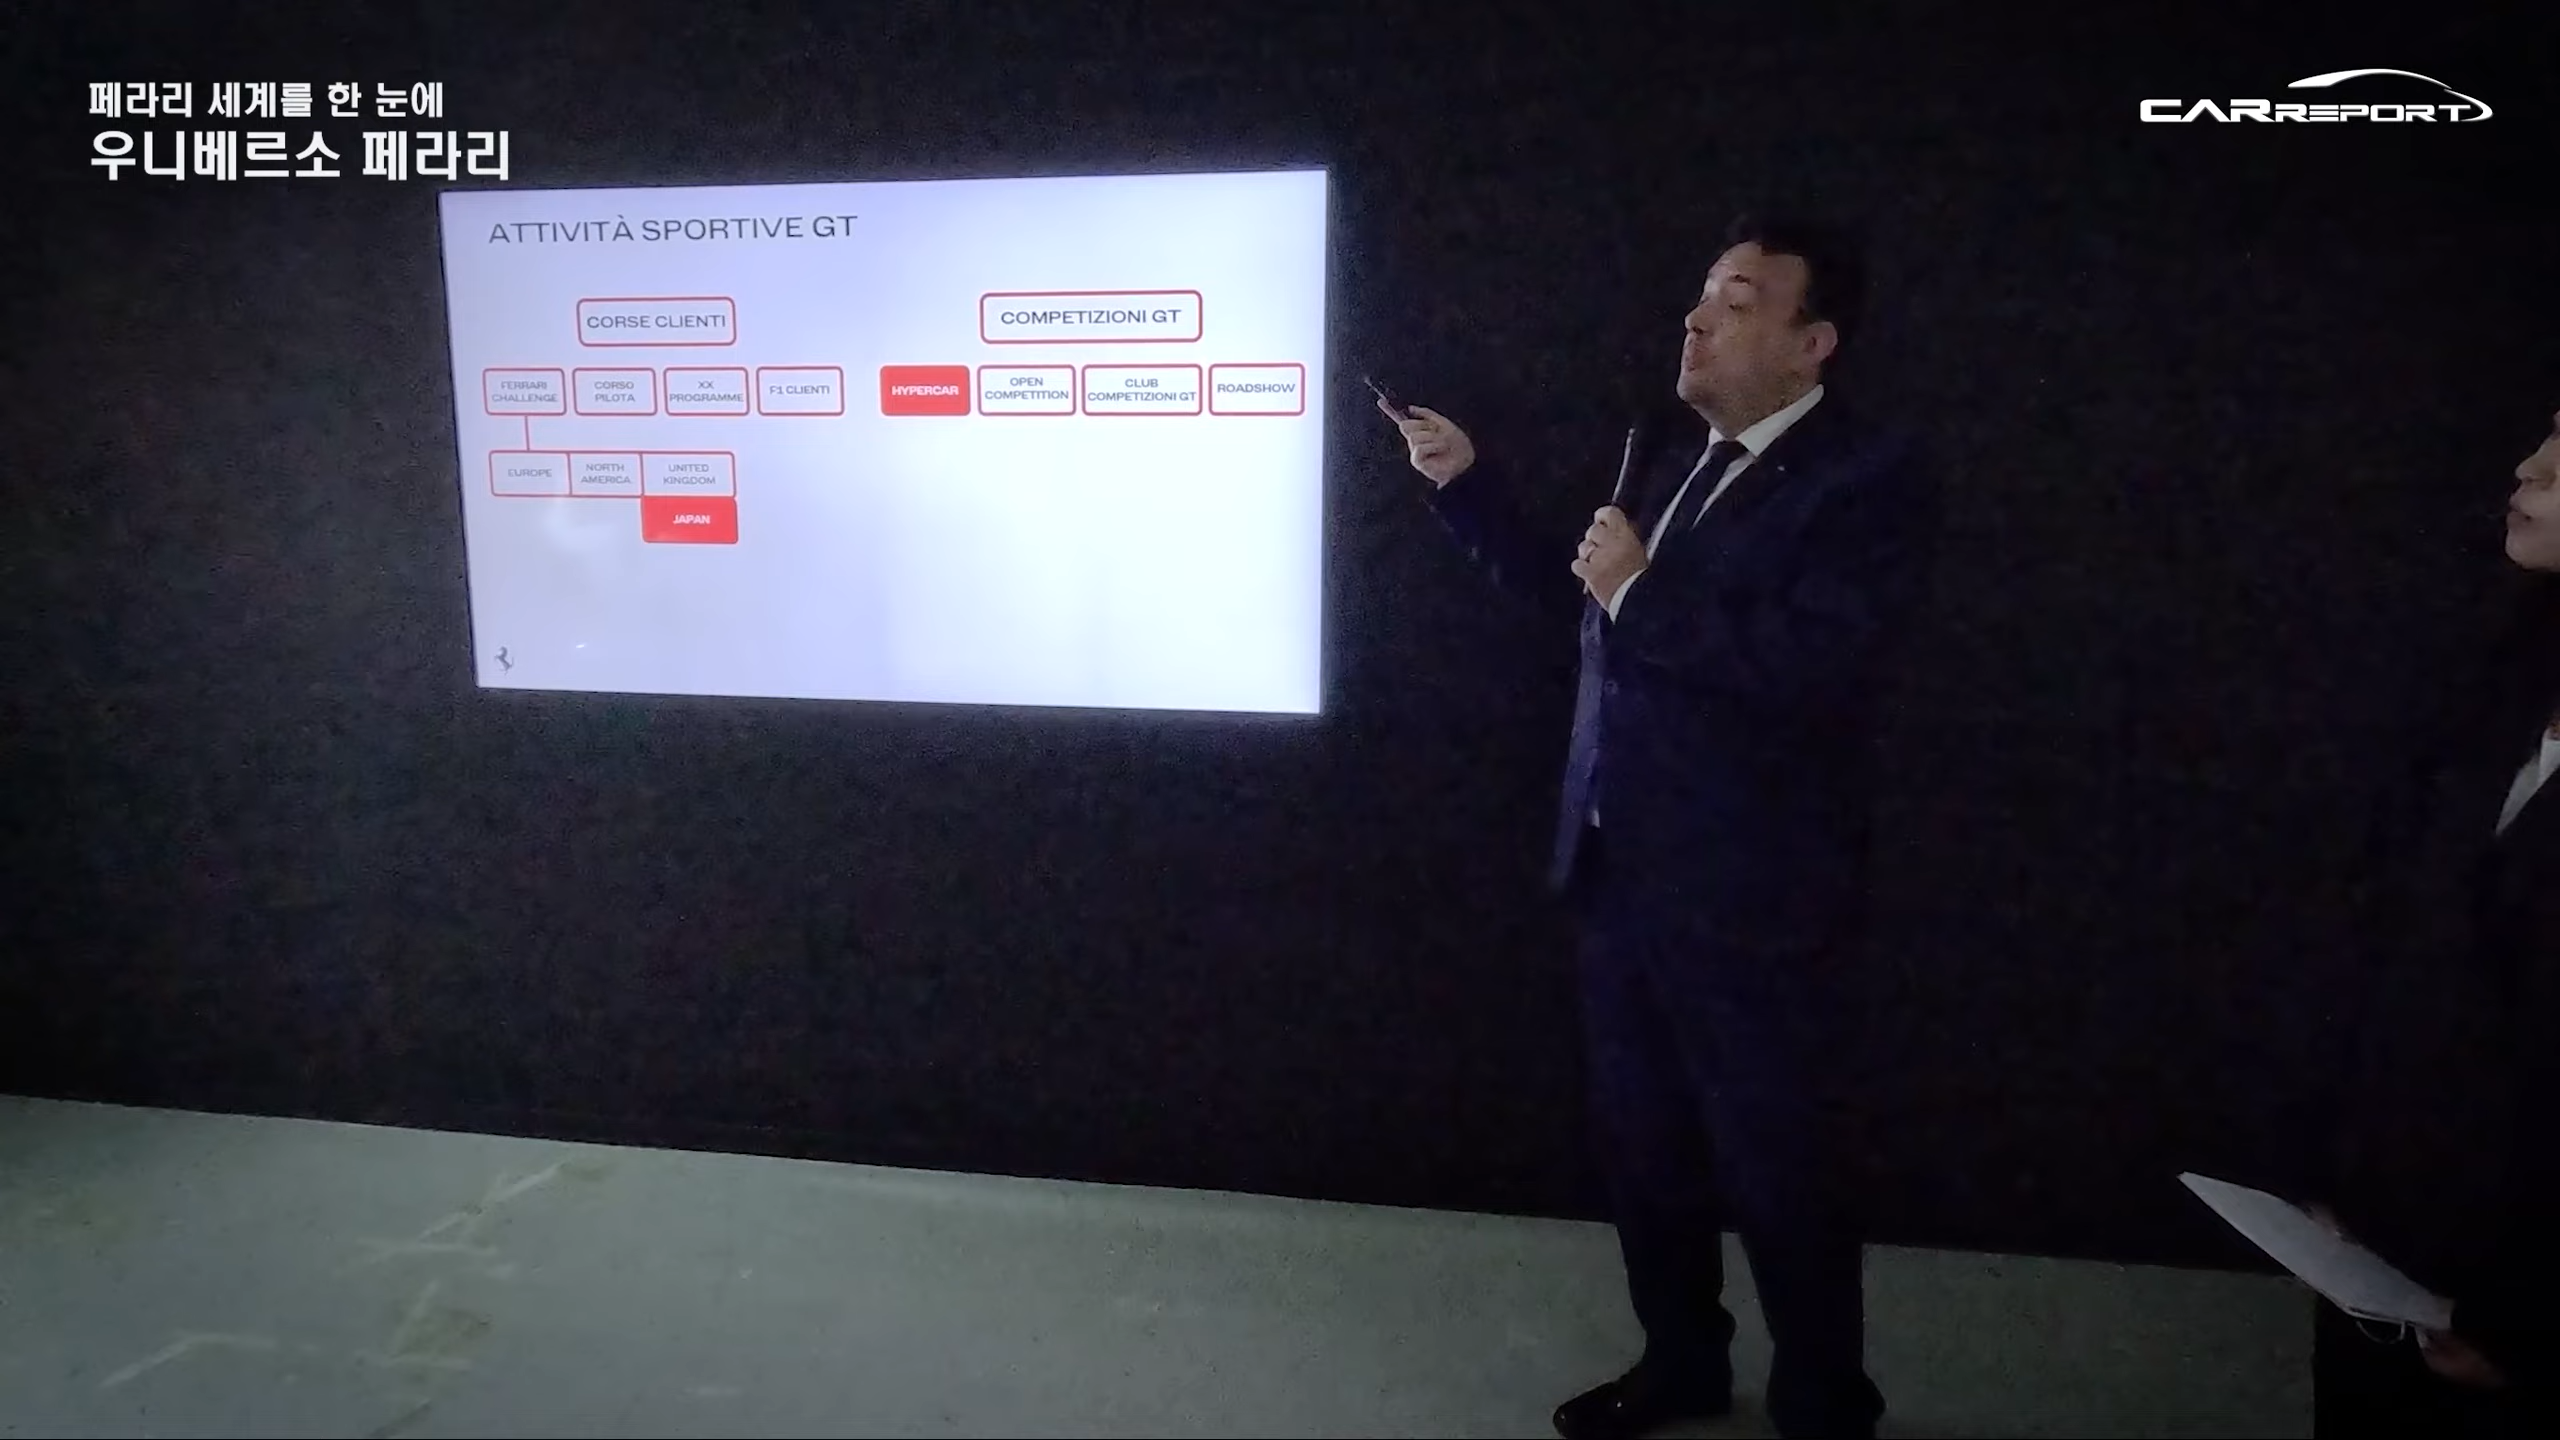 페라리 세계를 한 눈에
우니베르소 페라리
CARREPORT
ATTIVITÀ SPORTIVE GT
CORSE CLIENTI
COMPETIZIONI GT
FERRARI
CHALLENGE
CORSO
PILOTA
XX
PROGRAMME
F1 CLIENTI
HYPERCAR
OPEN
COMPETITION
CLUB
COMPETIZIONI GT
ROADSHOW
EUROPE
NORTH
AMERICA
UNITED
KINGDOM
JAPAN